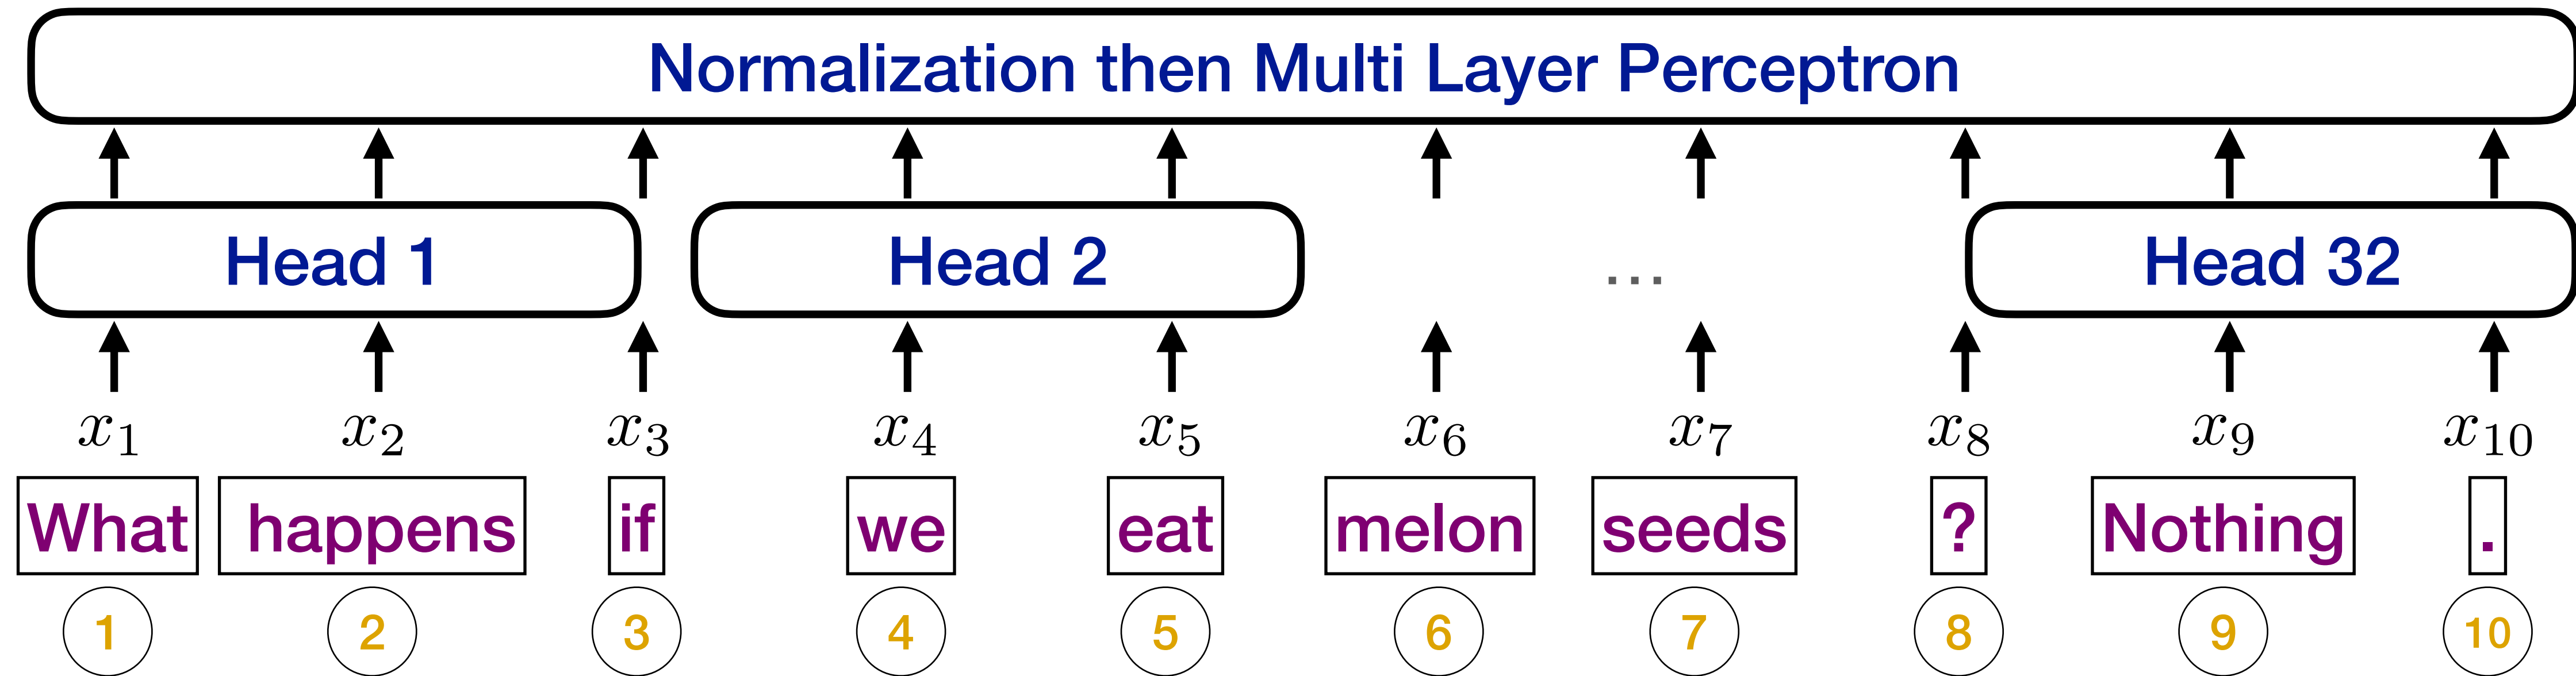 Normalization then Multi Layer Perceptron
Head 1 Head 2 ... Head 32
x₁ x₂ x₃ x₄ x₅ x₆ x₇ x₈ x₉ x₁₀
What happens if we eat melon seeds ? Nothing .
1 2 3 4 5 6 7 8 9 10